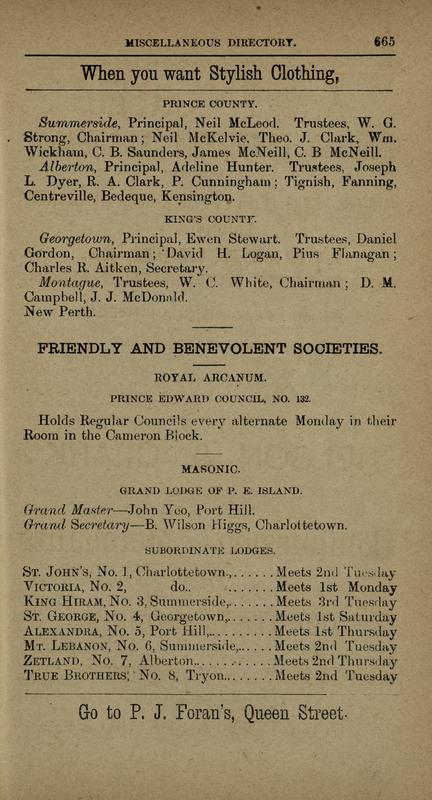 MISCELLANEOUS DIRECTORY. 665
When you want Stylish Clothing,
PRINCE COUNTY.
Summerside, Principal, Neil McLeod. Trustees, W. G.
Strong, Chairman; Neil McKelvie, Theo. J. Clark, Wm.
Wickham, C. B. Saunders, James McNeill, C. B McNeill.
Alberton, Principal, Adeline Hunter. Trustees, Joseph
L. Dyer, R. A. Clark, P. Cunningham; Tignish, Fanning,
Centreville, Bedeque, Kensington.
KING'S COUNTY.
Georgetown, Principal, Ewen Stewart. Trustees, Daniel
Gordon, Chairman; David H. Logan, Pius Flanagan;
Charles R. Aitken, Secretary.
Montague, Trustees, W. C. White, Chairman; D. M.
Campbell, J. J. McDonald.
New Perth.
FRIENDLY AND BENEVOLENT SOCIETIES.
ROYAL ARCANUM.
PRINCE EDWARD COUNCIL, NO. 132.
Holds Regular Councils every alternate Monday in their
Room in the Cameron Block.
MASONIC.
GRAND LODGE OF P. E. ISLAND.
Grand Master—John Yeo, Port Hill.
Grand Secretary—B. Wilson Higgs, Charlottetown.
SUBORDINATE LODGES.
ST. JOHN'S, No. 1, Charlottetown.,......Meets 2nd Tuesday
VICTORIA, No. 2, do.. .......Meets 1st Monday
KING HIRAM, No. 3, Summerside,.......Meets 3rd Tuesday
ST. GEORGE, No. 4, Georgetown,.......Meets 1st Saturday
ALEXANDRA, No. 5, Port Hill,.........Meets 1st Thursday
MT. LEBANON, No. 6, Summerside,.....Meets 2nd Tuesday
ZETLAND, No. 7, Alberton...........Meets 2nd Thursday
TRUE BROTHERS, No. 8, Tryon........Meets 2nd Tuesday
Go to P. J. Foran's, Queen Street.